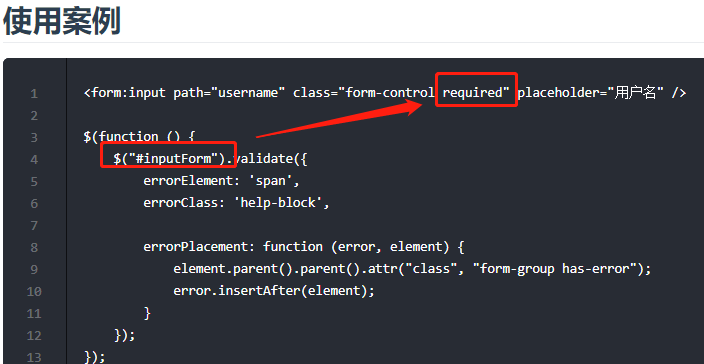 使用案例
1 <form:input path="username" class="form-control required" placeholder="用户名" />
2
3 $(function () {
4 $("#inputForm").validate({
5 errorElement: 'span',
6 errorClass: 'help-block',
7
8 errorPlacement: function (error, element) {
9 element.parent().parent().attr("class", "form-group has-error");
10 error.insertAfter(element);
11 }
12 });
13 });